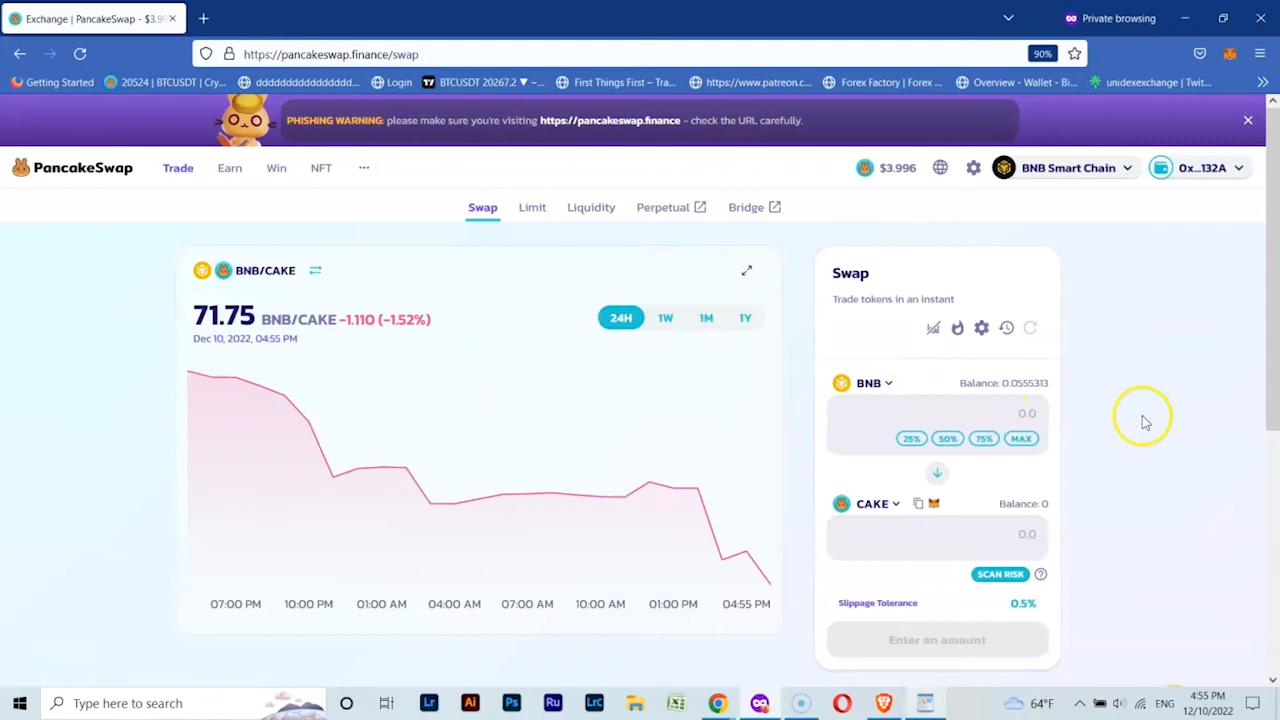 Exchange | PancakeSwap - $3.99
Private browsing
https://pancakeswap.finance/swap
90%
Getting Started
20524 | BTCUSDT | Cry...
dddddddddddddddd...
Login
BTCUSDT 20267.2 ▼ −...
First Things First – Tra...
https://www.patreon.c...
Forex Factory | Forex ...
Overview - Wallet - Bi...
unidexexchange | Twit...
PHISHING WARNING: please make sure you're visiting https://pancakeswap.finance - check the URL carefully.
PancakeSwap
Trade
Earn
Win
NFT
$3.996
BNB Smart Chain
0x...132A
Swap
Limit
Liquidity
Perpetual
Bridge
BNB/CAKE
71.75 BNB/CAKE -1.110 (-1.52%)
Dec 10, 2022, 04:55 PM
24H
1W
1M
1Y
07:00 PM
10:00 PM
01:00 AM
04:00 AM
07:00 AM
10:00 AM
01:00 PM
04:55 PM
Swap
Trade tokens in an instant
BNB
Balance: 0.0555313
0.0
25%
50%
75%
MAX
CAKE
Balance: 0
0.0
SCAN RISK
Slippage Tolerance
0.5%
Enter an amount
Type here to search
Lr
Ai
Ps
Ru
LrC
64°F
ENG
4:55 PM
12/10/2022